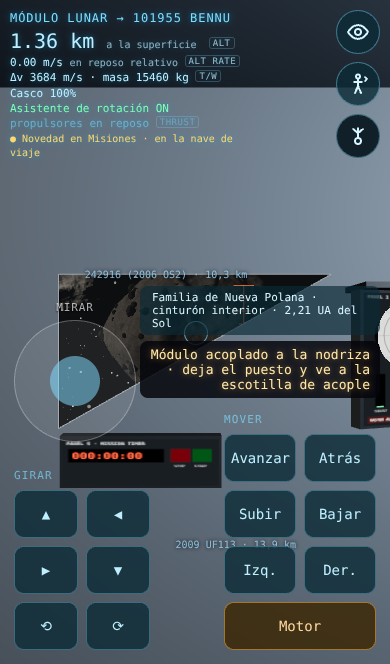 MÓDULO LUNAR → 101955 BENNU
1.36 km a la superficie ALT
0.00 m/s en reposo relativo ALT RATE
Δv 3684 m/s · masa 15460 kg T/W
Casco 100%
Asistente de rotación ON
propulsores en reposo THRUST
● Novedad en Misiones · en la nave de
viaje
242916 (2006 OS2) · 10,3 km
MIRAR
Familia de Nueva Polana ·
cinturón interior · 2,21 UA del
Sol
Módulo acoplado a la nodriza
· deja el puesto y ve a la
escotilla de acople
MOVER
MISSION TIMER
000:00:00
GIRAR
Avanzar Atrás
▲ ◄ Subir Bajar
2009 UF113 · 13,9 km
► ▼ Izq. Der.
⟲ ⟳ Motor